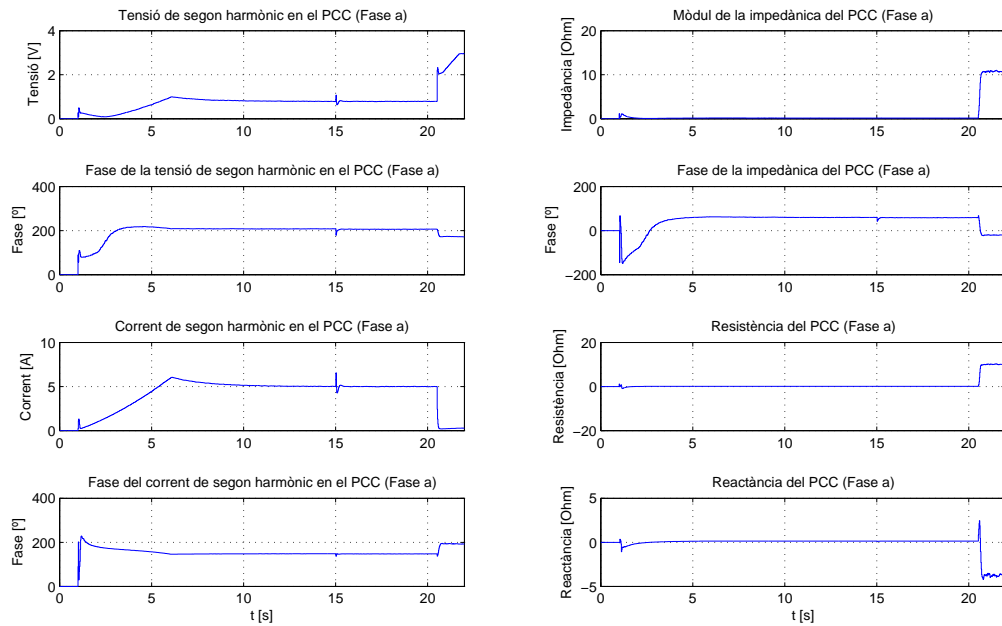 Tensió de segon harmònic en el PCC (Fase a)
Tensió [V]
4
2
0
0 5 10 15 20
Fase de la tensió de segon harmònic en el PCC (Fase a)
Fase [º]
400
200
0
0 5 10 15 20
Corrent de segon harmònic en el PCC (Fase a)
Corrent [A]
10
5
0
0 5 10 15 20
Fase del corrent de segon harmònic en el PCC (Fase a)
Fase [º]
400
200
0
0 5 10 15 20
t [s]
Mòdul de la impedànica del PCC (Fase a)
Impedància [Ohm]
20
10
0
0 5 10 15 20
Fase de la impedànica del PCC (Fase a)
Fase [º]
200
0
−200
0 5 10 15 20
Resistència del PCC (Fase a)
Resistència [Ohm]
20
0
−20
0 5 10 15 20
Reactància del PCC (Fase a)
Reactància [Ohm]
5
0
−5
0 5 10 15 20
t [s]